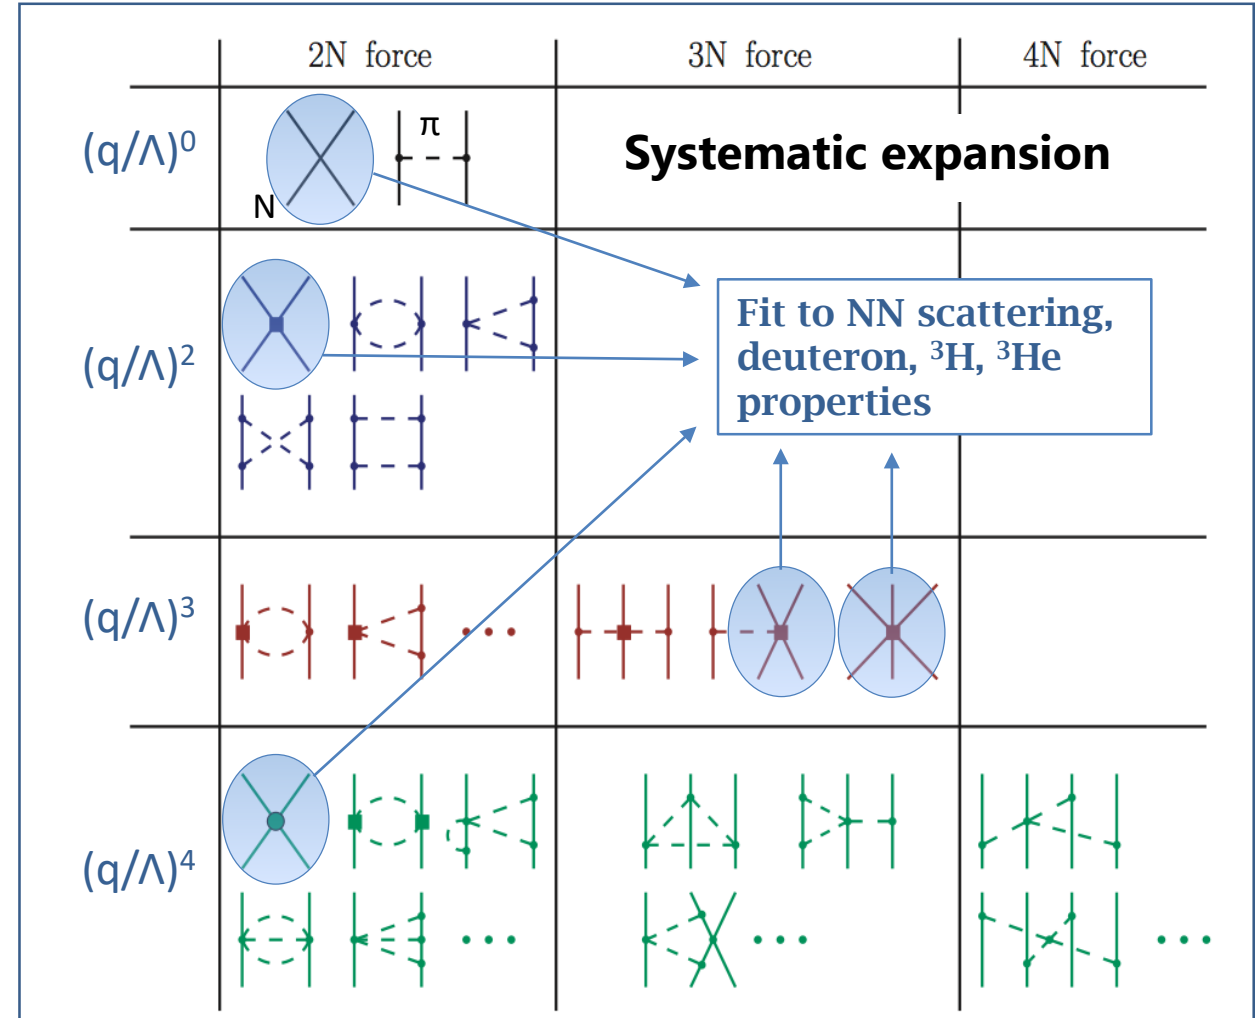 2N force
3N force
4N force
(q/Λ)⁰
π
N
Systematic expansion
(q/Λ)²
Fit to NN scattering,
deuteron, ³H, ³He
properties
(q/Λ)³
(q/Λ)⁴